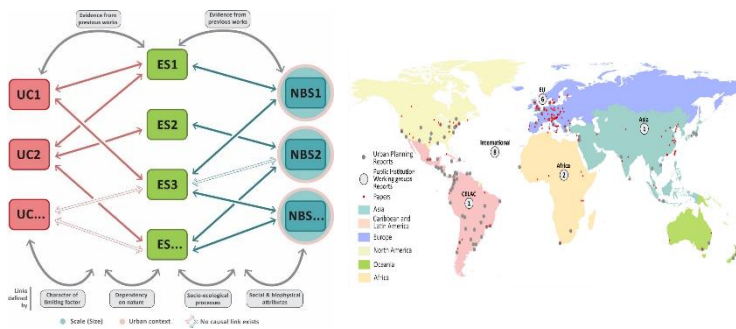 Evidence from
previous works
Evidence from
previous works
UC1
UC2
UC...
ES1
ES2
ES3
ES...
NBS1
NBS2
NBS...
Links
defined
by
Character of
limiting factor
Dependency
on nature
Socio-ecological
processes
Social & biophysical
attributes
Scale (Size)
Urban context
No causal link exists
EU
6
Asia
1
International
8
Africa
2
CELAC
1
Urban Planning
Reports
Public Institution
Working groups
Reports
Papers
Asia
Caribbean and
Latin America
Europe
North America
Oceania
Africa